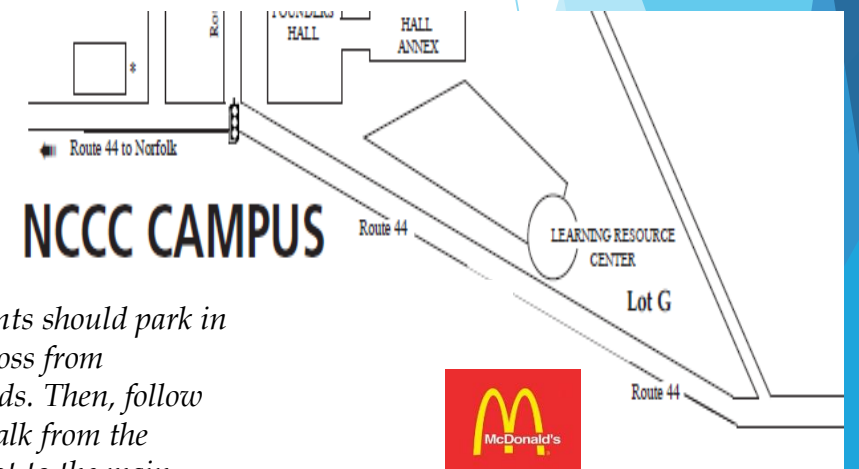 HALL
HALL
ANNEX
*
Route 44 to Norfolk
NCCC CAMPUS
Route 44
LEARNING RESOURCE
CENTER
Lot G
nts should park in
oss from
ds. Then, follow
alk from the
Route 44
McDonald's